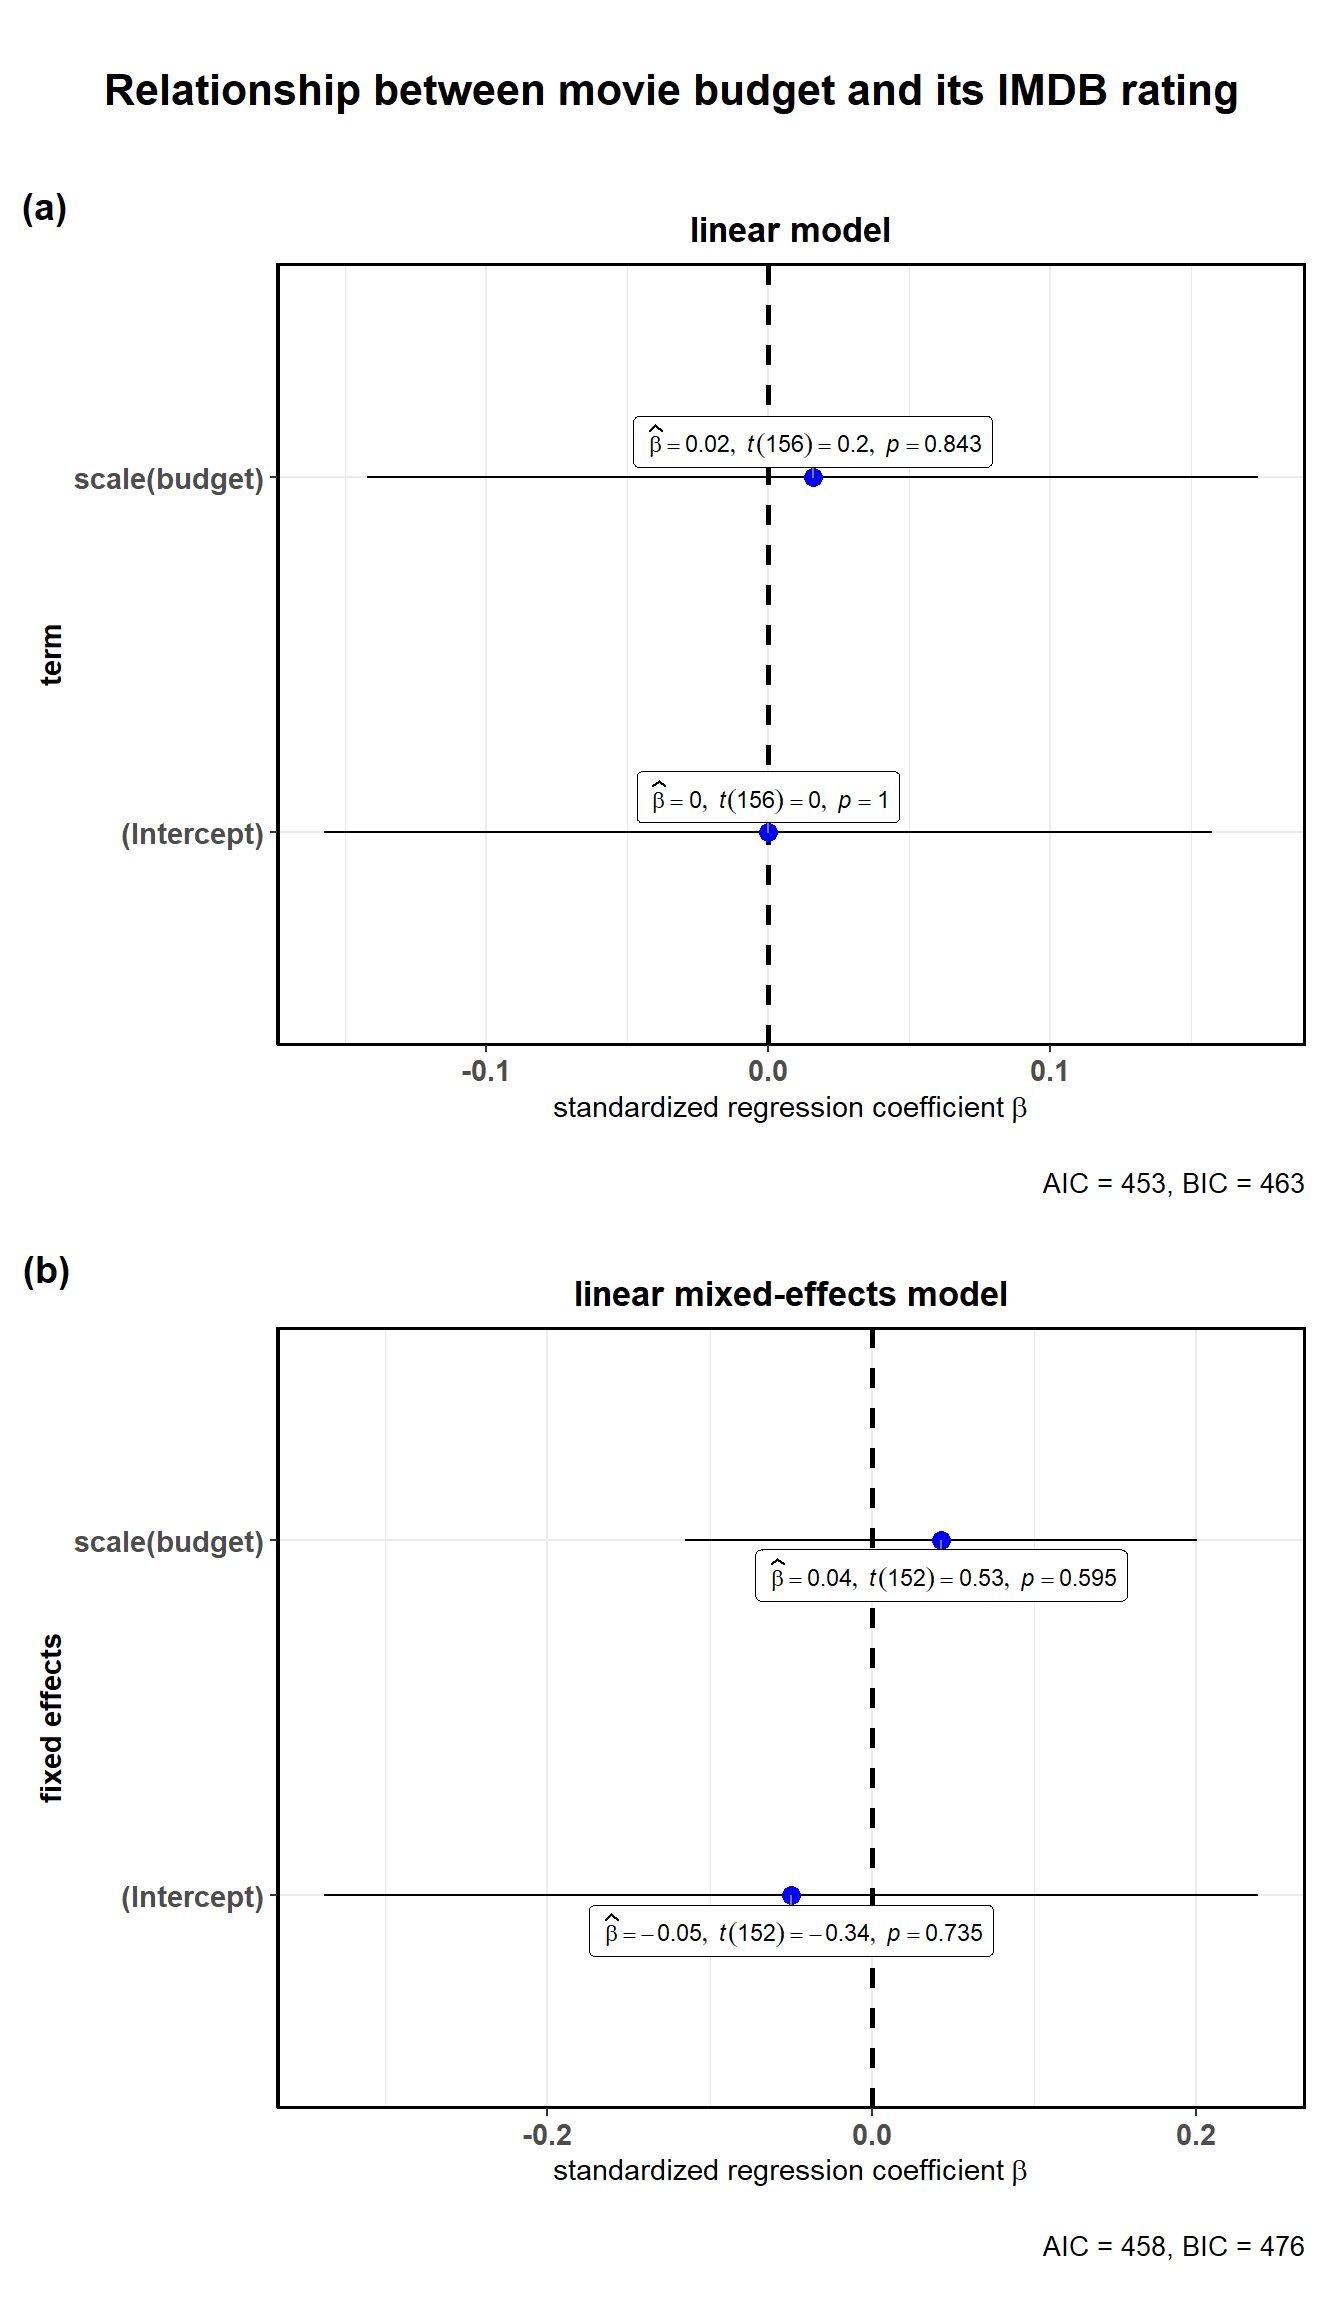 Relationship between movie budget and its IMDB rating
(a)
linear model
scale(budget)
β̂ = 0.02, t(156) = 0.2, p = 0.843
term
(Intercept)
β̂ = 0, t(156) = 0, p = 1
-0.1 0.0 0.1
standardized regression coefficient β
AIC = 453, BIC = 463
(b)
linear mixed-effects model
scale(budget)
β̂ = 0.04, t(152) = 0.53, p = 0.595
fixed effects
(Intercept)
β̂ = −0.05, t(152) = −0.34, p = 0.735
-0.2 0.0 0.2
standardized regression coefficient β
AIC = 458, BIC = 476